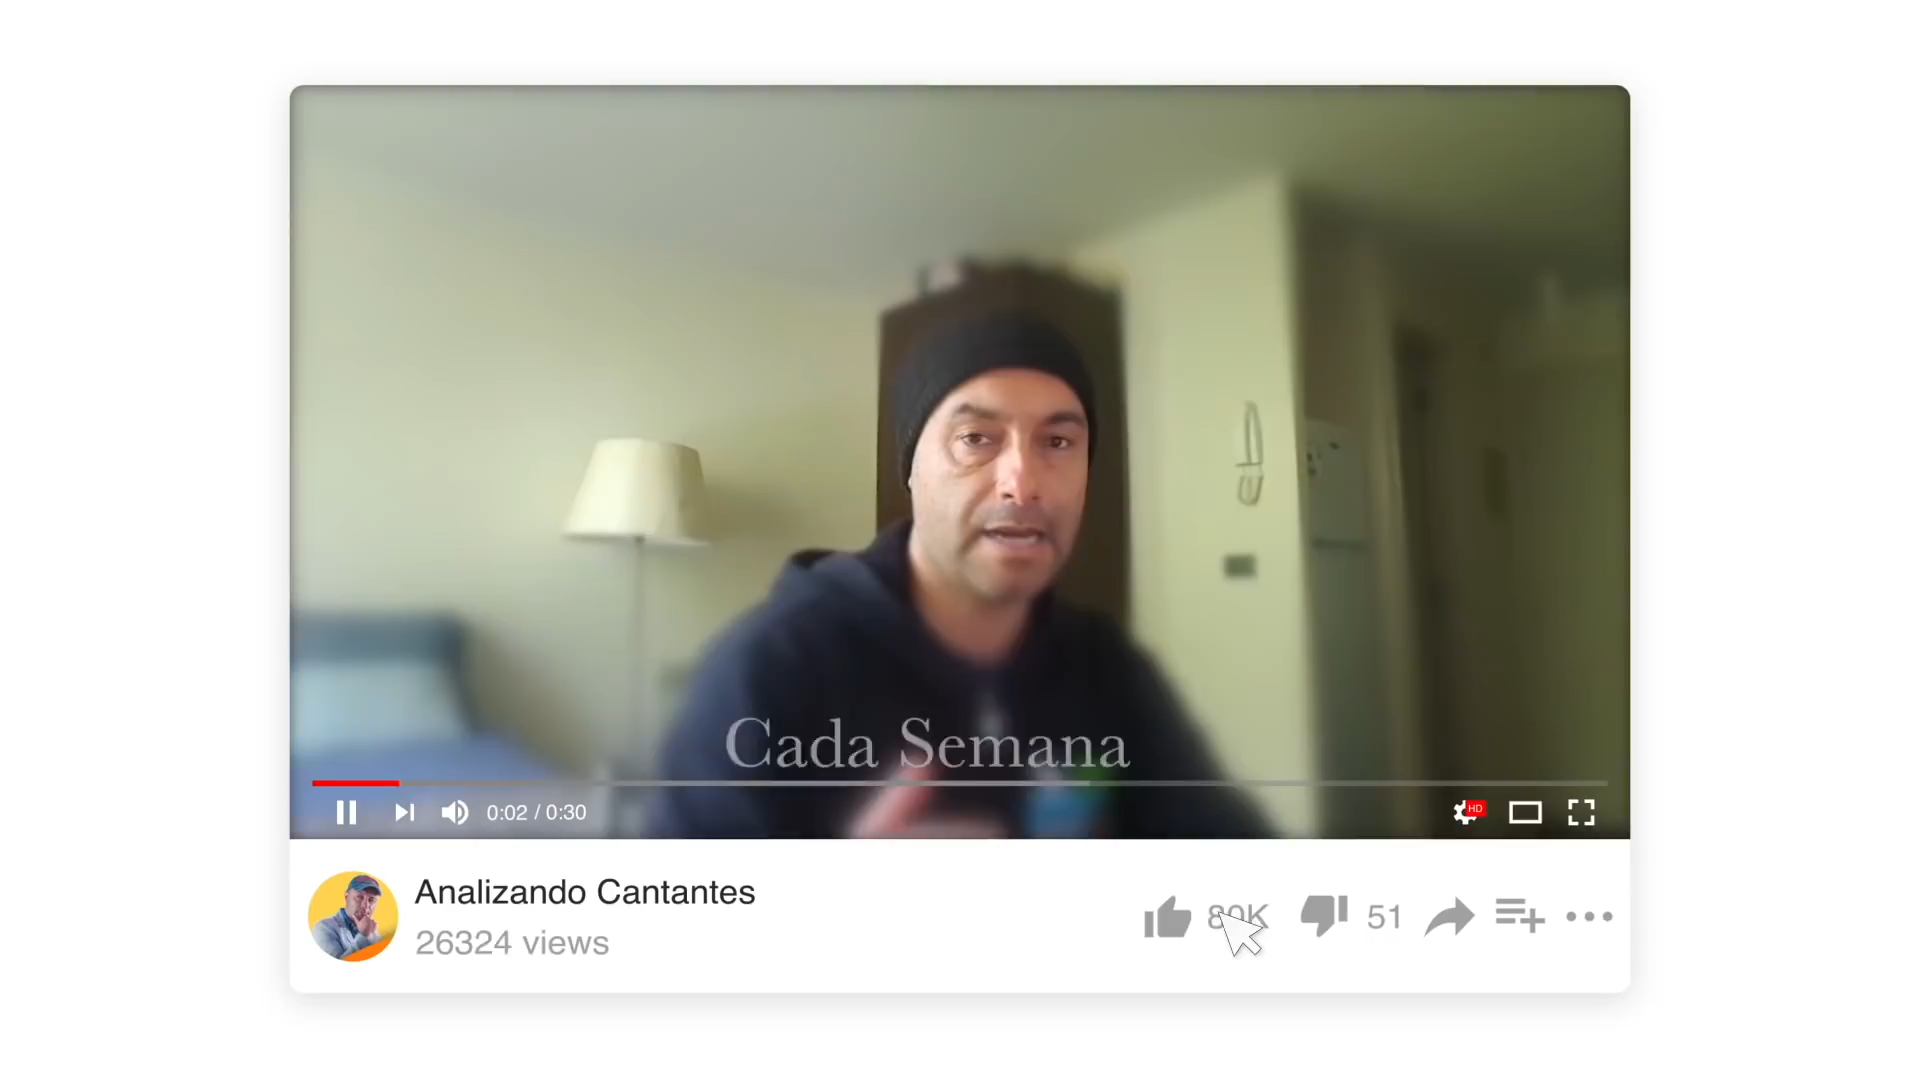 Cada Semana
0:02 / 0:30
HD
Analizando Cantantes
26324 views
51